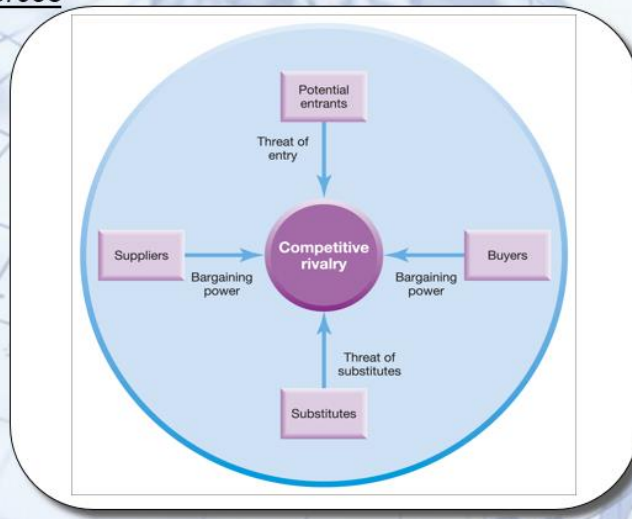 Potential
entrants
Threat of
entry
Competitive
rivalry
Suppliers
Bargaining
power
Buyers
Bargaining
power
Threat of
substitutes
Substitutes